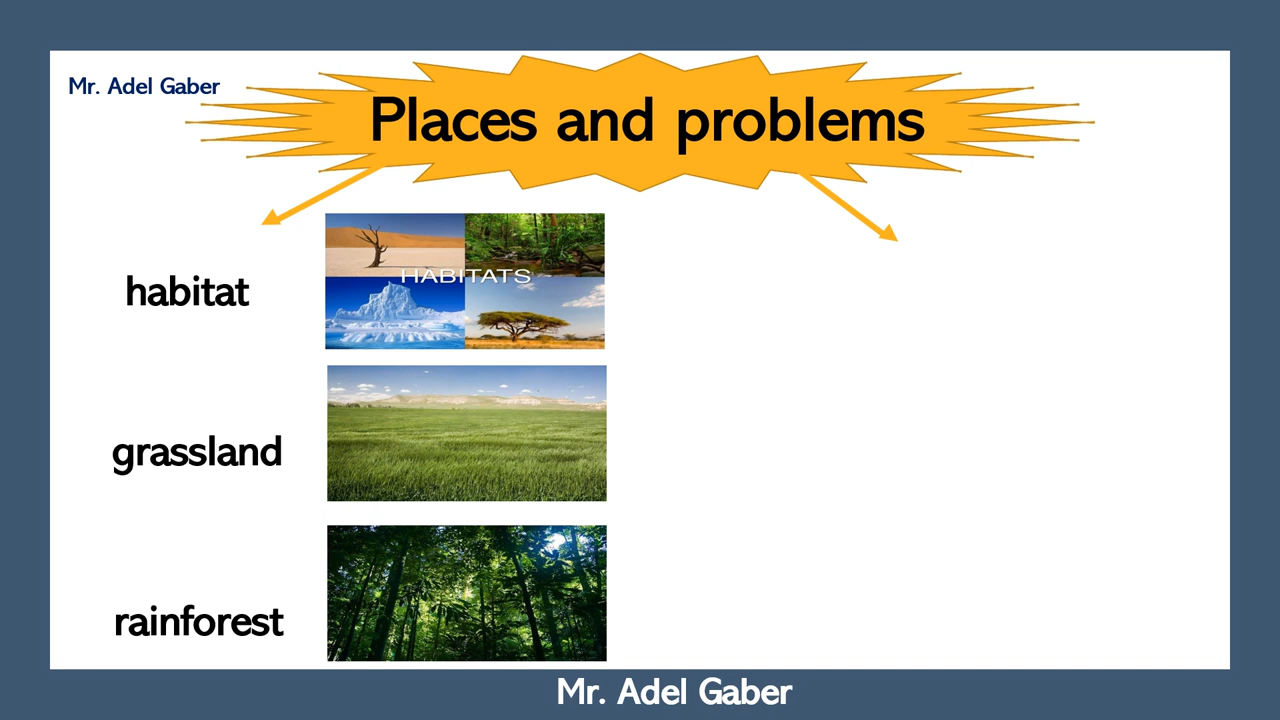 Mr. Adel Gaber
Places and problems
habitat
HABITATS
grassland
rainforest
Mr. Adel Gaber